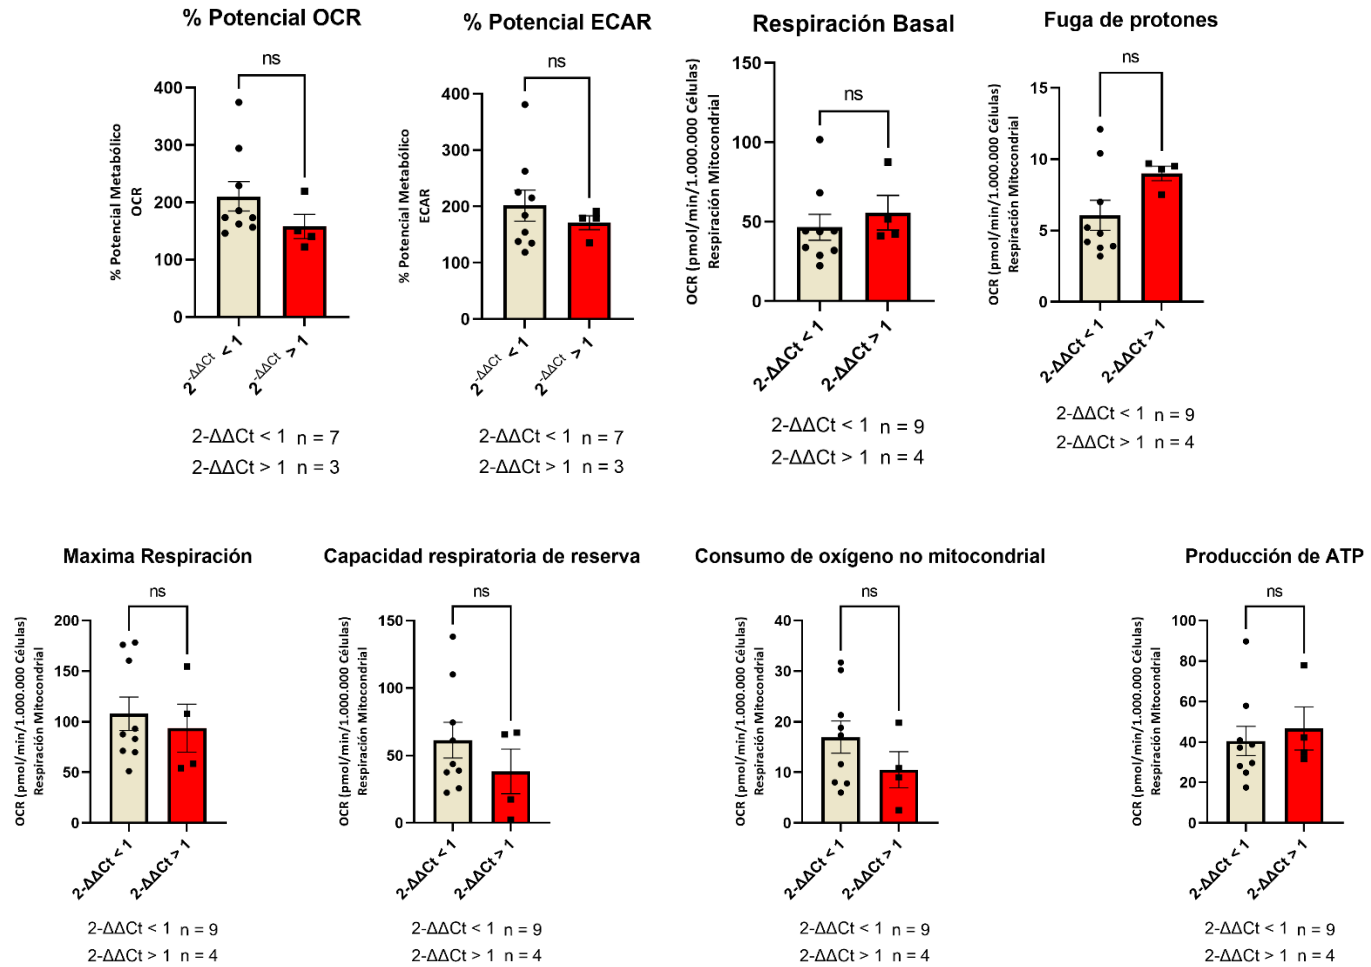 % Potencial OCR
ns
% Potencial Metabólico
OCR
400
300
200
100
0
2-ΔΔCt < 1
2-ΔΔCt > 1
2-ΔΔCt < 1 n = 7
2-ΔΔCt > 1 n = 3
% Potencial ECAR
ns
% Potencial Metabólico
ECAR
400
300
200
100
0
2-ΔΔCt < 1
2-ΔΔCt > 1
2-ΔΔCt < 1 n = 7
2-ΔΔCt > 1 n = 3
Respiración Basal
ns
OCR (pmol/min/1.000.000 Células)
Respiración Mitocondrial
150
100
50
0
2-ΔΔCt < 1
2-ΔΔCt > 1
2-ΔΔCt < 1 n = 9
2-ΔΔCt > 1 n = 4
Fuga de protones
ns
OCR (pmol/min/1.000.000 Células)
Respiración Mitocondrial
15
10
5
0
2-ΔΔCt < 1
2-ΔΔCt > 1
2-ΔΔCt < 1 n = 9
2-ΔΔCt > 1 n = 4
Maxima Respiración
ns
OCR (pmol/min/1.000.000 Células)
Respiración Mitocondrial
200
150
100
50
0
2-ΔΔCt < 1
2-ΔΔCt > 1
2-ΔΔCt < 1 n = 9
2-ΔΔCt > 1 n = 4
Capacidad respiratoria de reserva
ns
OCR (pmol/min/1.000.000 Células)
Respiración Mitocondrial
150
100
50
0
2-ΔΔCt < 1
2-ΔΔCt > 1
2-ΔΔCt < 1 n = 9
2-ΔΔCt > 1 n = 4
Consumo de oxígeno no mitocondrial
ns
OCR (pmol/min/1.000.000 Células)
Respiración Mitocondrial
40
30
20
10
0
2-ΔΔCt < 1
2-ΔΔCt > 1
2-ΔΔCt < 1 n = 9
2-ΔΔCt > 1 n = 4
Producción de ATP
ns
OCR (pmol/min/1.000.000 Células)
Respiración Mitocondrial
100
80
60
40
20
0
2-ΔΔCt < 1
2-ΔΔCt > 1
2-ΔΔCt < 1 n = 9
2-ΔΔCt > 1 n = 4